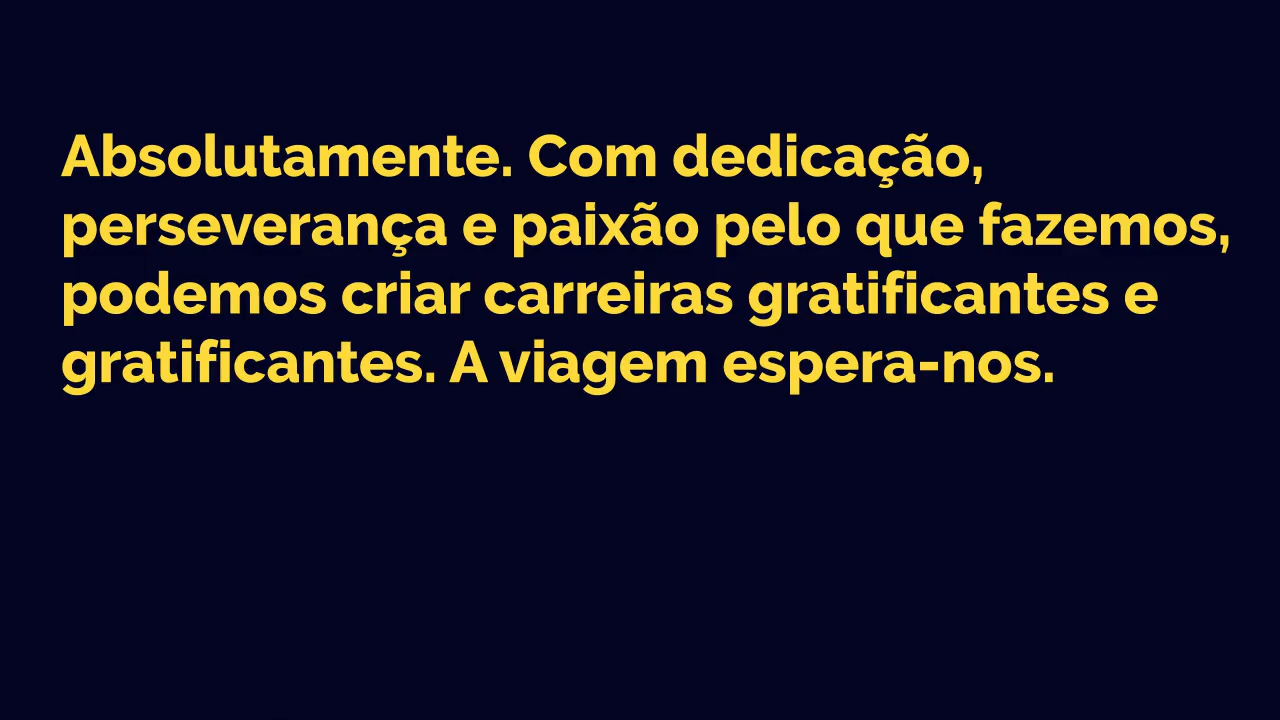 Absolutamente. Com dedicação,
perseverança e paixão pelo que fazemos,
podemos criar carreiras gratificantes e
gratificantes. A viagem espera-nos.